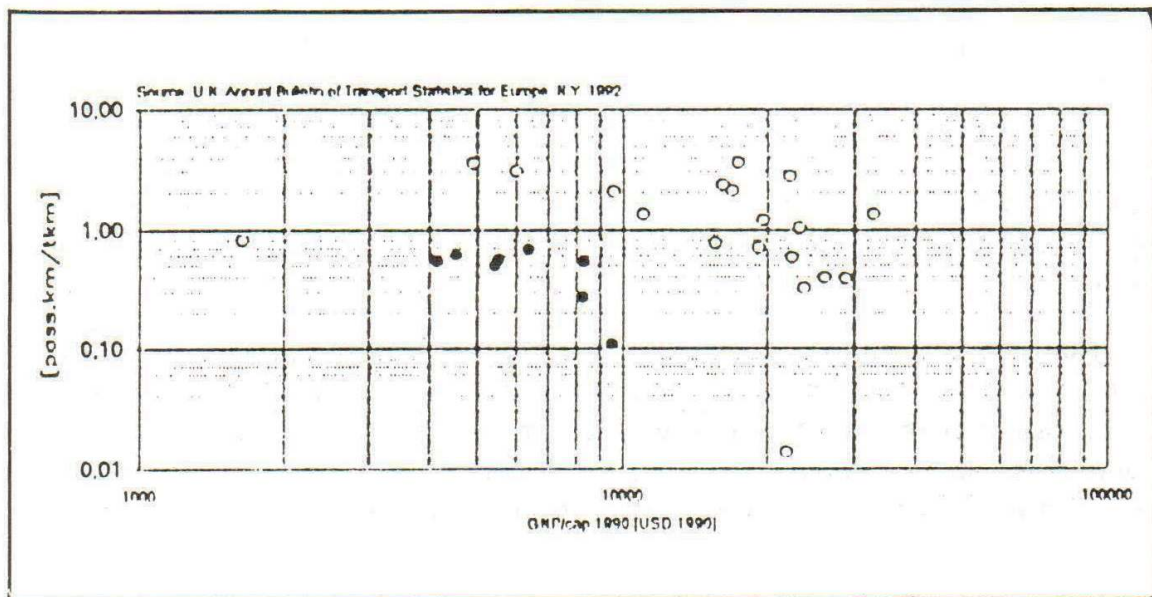 Source: U.N. Annual Bulletin of Transport Statistics for Europe, N.Y. 1992
10,00
1,00
0,10
0,01
[pass.km/tkm]
1000 10000 100000
GNP/cap 1990 [USD 1990]